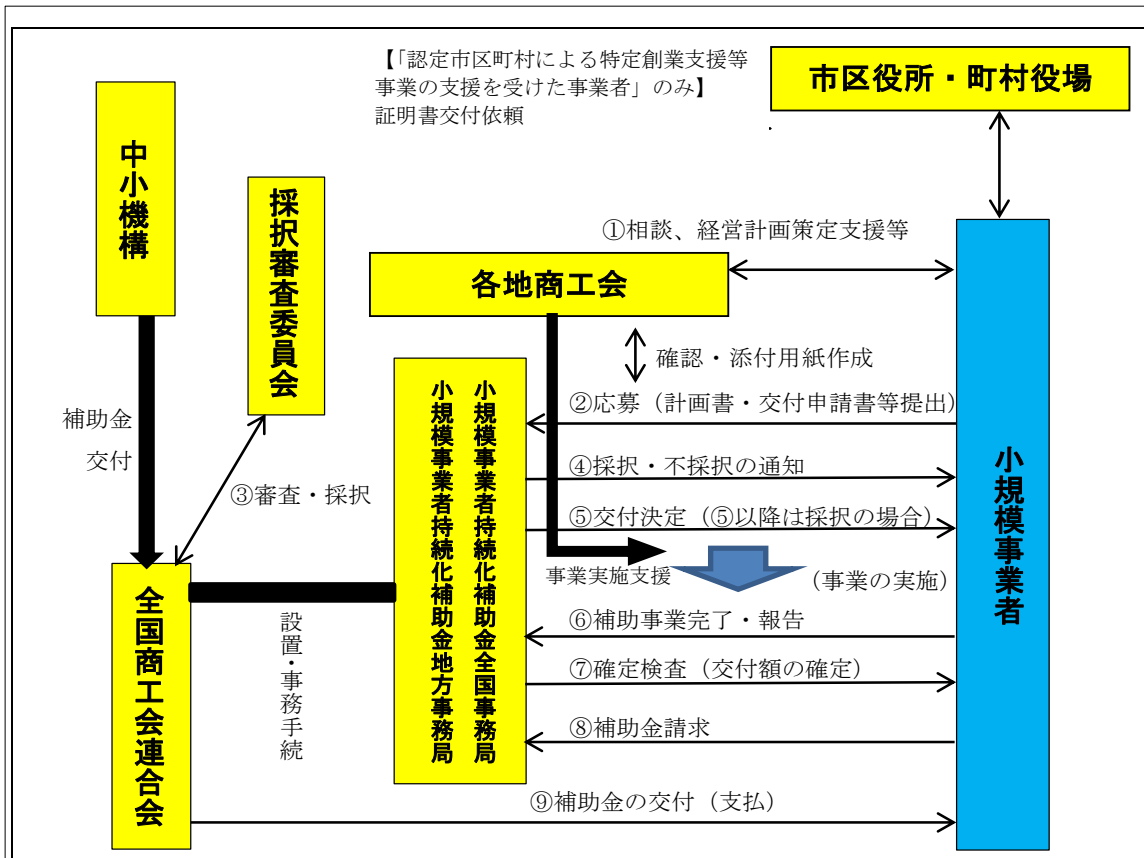 【「認定市区町村による特定創業支援等
事業の支援を受けた事業者」のみ】
証明書交付依頼
市区役所・町村役場
中小機構
採択審査委員会
①相談、経営計画策定支援等
各地商工会
確認・添付用紙作成
小規模事業者持続化補助金全国事務局
小規模事業者持続化補助金地方事務局
②応募（計画書・交付申請書等提出）
補助金
交付
④採択・不採択の通知
③審査・採択
⑤交付決定（⑤以降は採択の場合）
小規模事業者
事業実施支援
（事業の実施）
全国商工会連合会
設置・事務手続
⑥補助事業完了・報告
⑦確定検査（交付額の確定）
⑧補助金請求
⑨補助金の交付（支払）